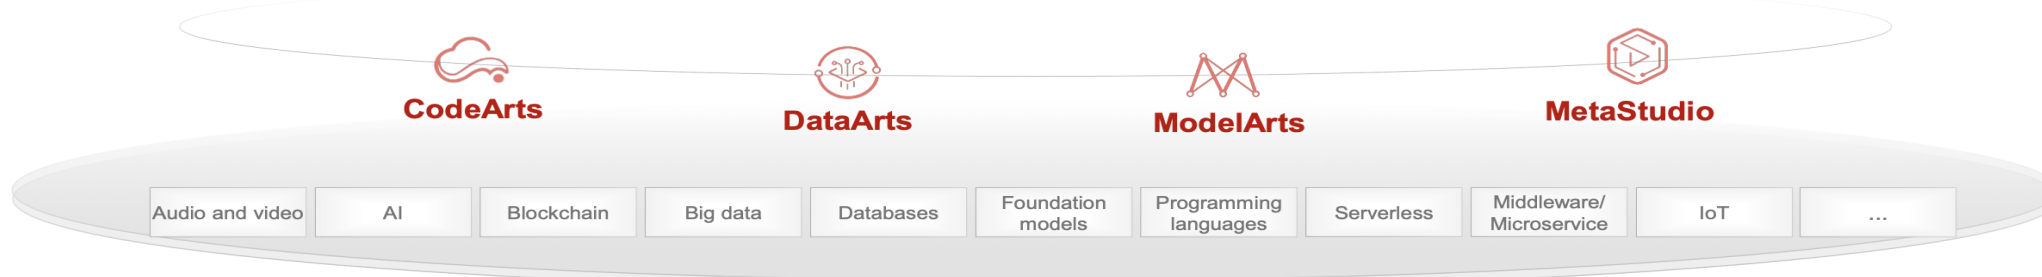 CodeArts
DataArts
ModelArts
MetaStudio
Audio and video
AI
Blockchain
Big data
Databases
Foundation
models
Programming
languages
Serverless
Middleware/
Microservice
IoT
...